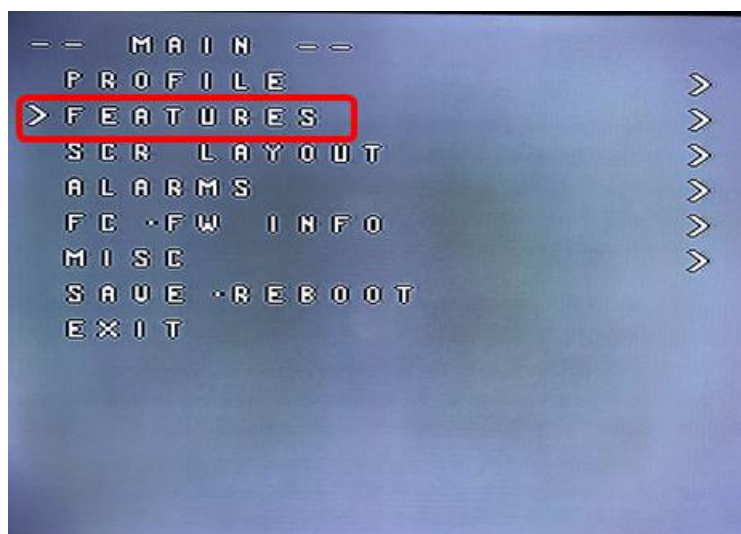 -- MAIN --
PROFILE >
> FEATURES >
SCR LAYOUT >
ALARMS >
FC-FW INFO >
MISC >
SAVE-REBOOT
EXIT